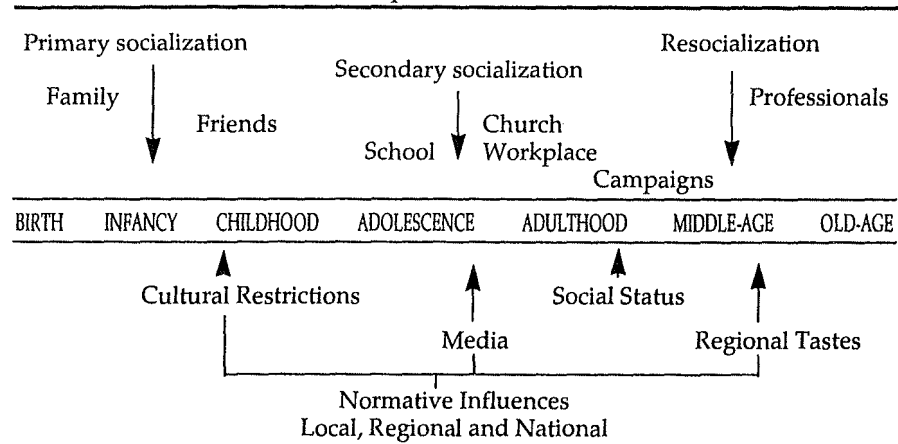 Primary socialization
Resocialization
Secondary socialization
Family
Professionals
Friends
Church
School
Workplace
Campaigns
BIRTH INFANCY CHILDHOOD ADOLESCENCE ADULTHOOD MIDDLE-AGE OLD-AGE
Cultural Restrictions
Social Status
Media
Regional Tastes
Normative Influences
Local, Regional and National